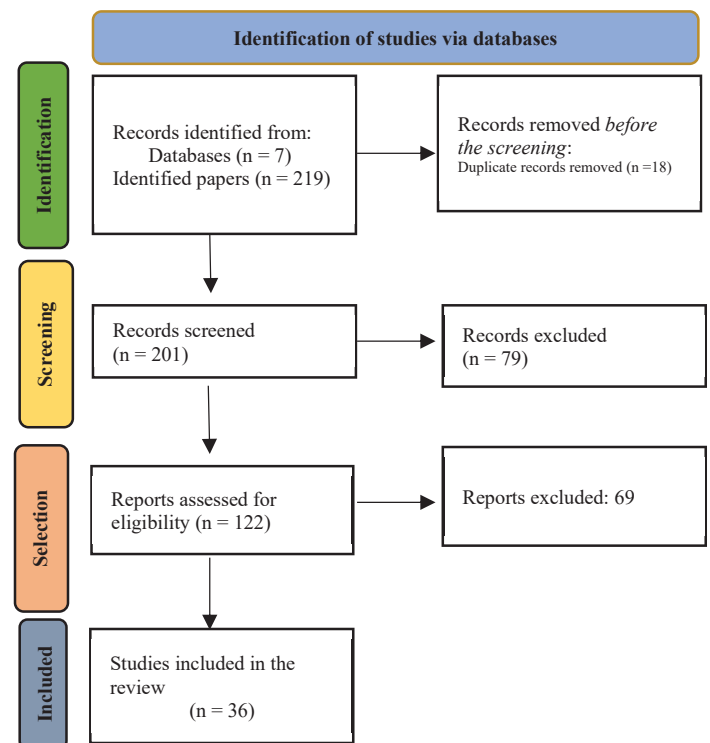 Identification of studies via databases
Identification
Records identified from:
Databases (n = 7)
Identified papers (n = 219)
Records removed before
the screening:
Duplicate records removed (n =18)
Screening
Records screened
(n = 201)
Records excluded
(n = 79)
Selection
Reports assessed for
eligibility (n = 122)
Reports excluded: 69
Included
Studies included in the
review
(n = 36)